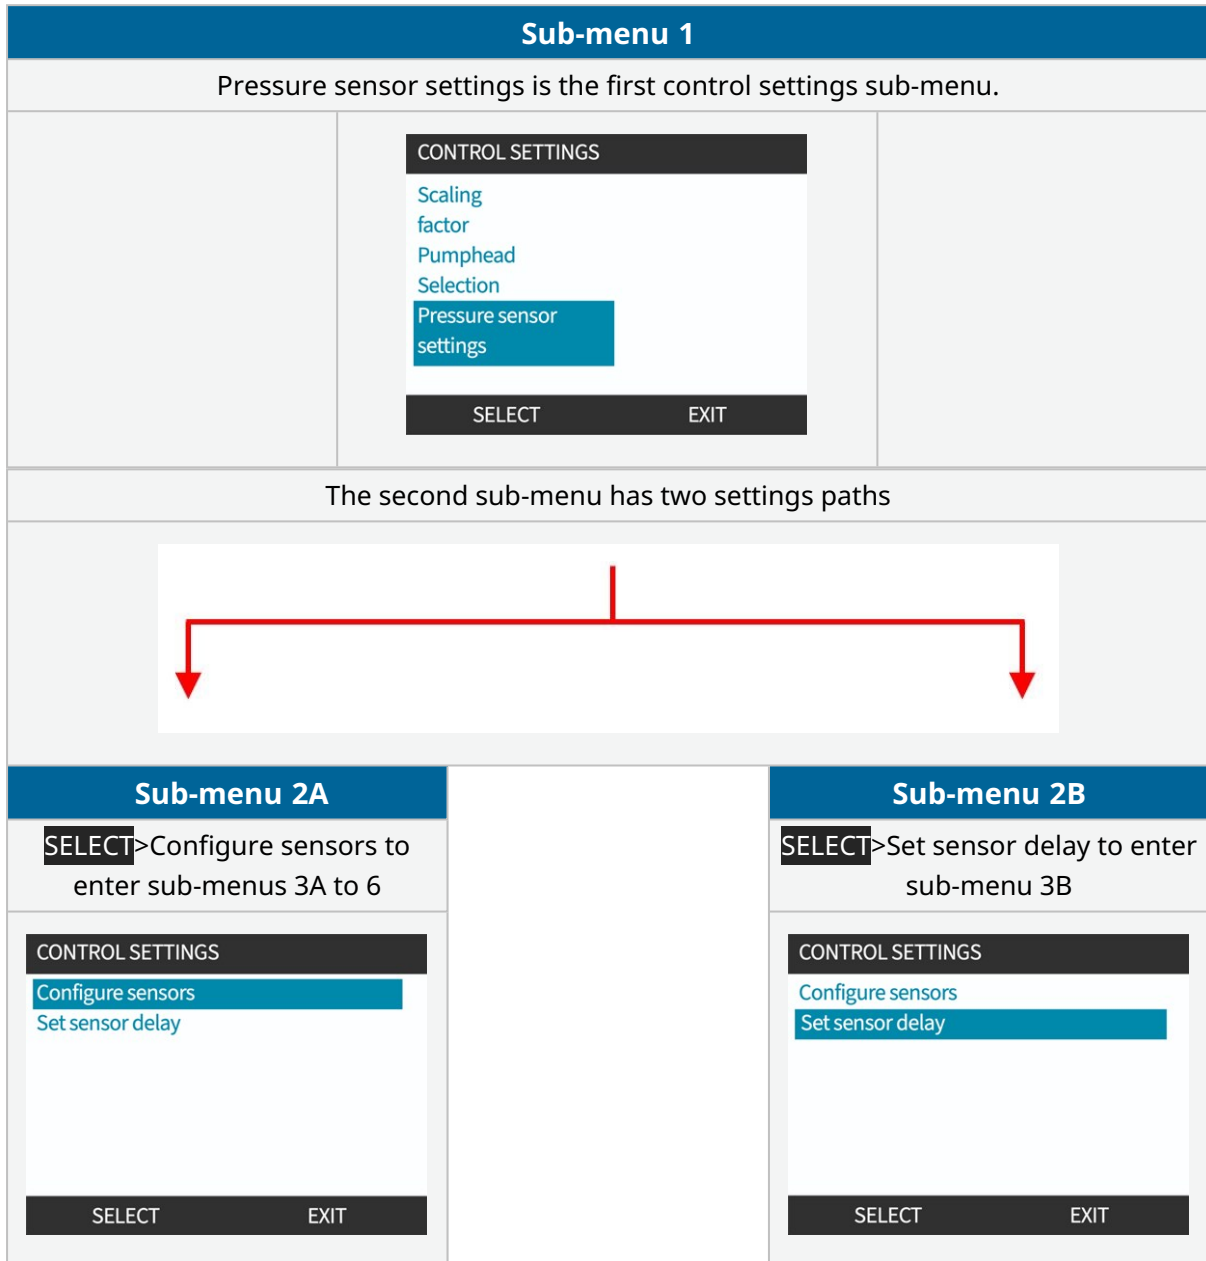 Sub-menu 1
Pressure sensor settings is the first control settings sub-menu.
CONTROL SETTINGS
Scaling
factor
Pumphead
Selection
Pressure sensor
settings
SELECT EXIT
The second sub-menu has two settings paths
Sub-menu 2A
SELECT>Configure sensors to
enter sub-menus 3A to 6
CONTROL SETTINGS
Configure sensors
Set sensor delay
SELECT EXIT
Sub-menu 2B
SELECT>Set sensor delay to enter
sub-menu 3B
CONTROL SETTINGS
Configure sensors
Set sensor delay
SELECT EXIT